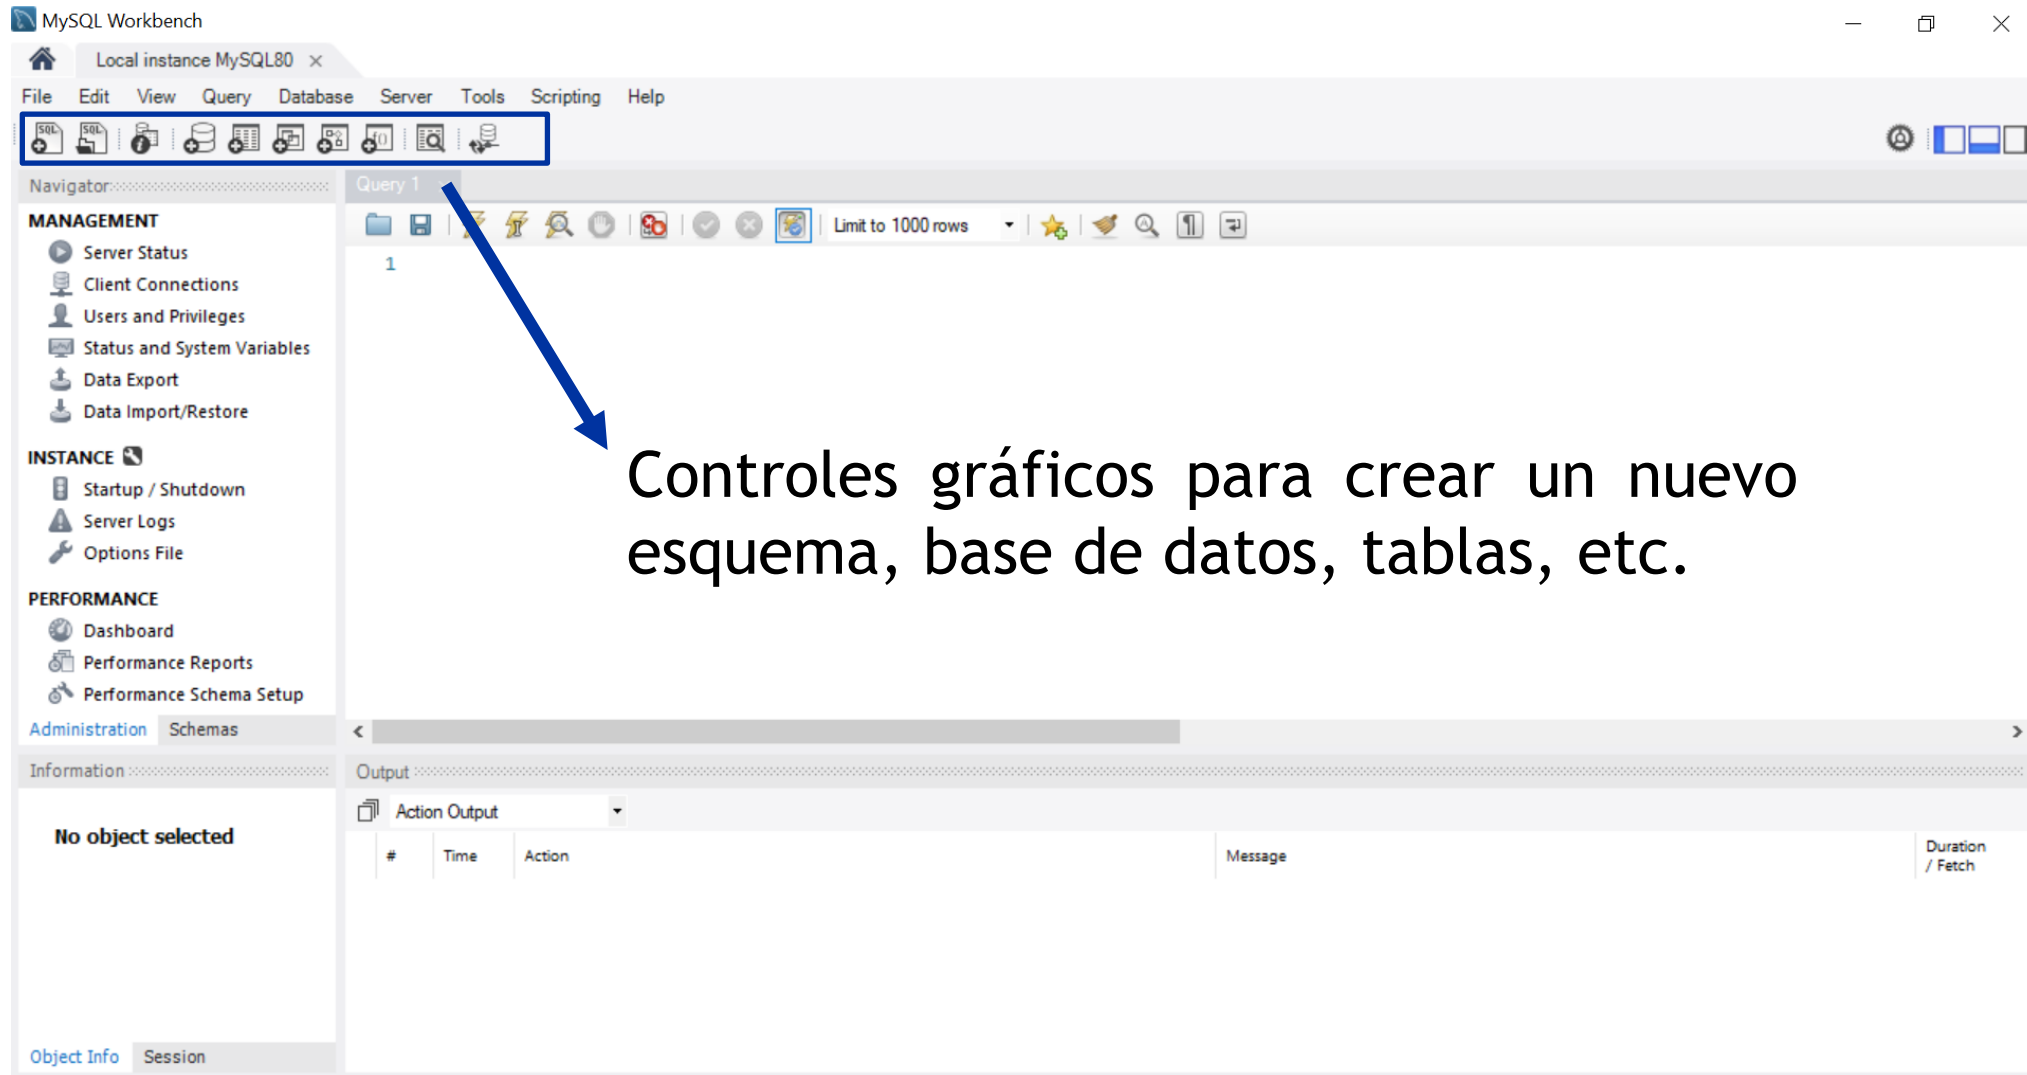 MySQL Workbench
Local instance MySQL80
File Edit View Query Database Server Tools Scripting Help
Navigator
MANAGEMENT
Server Status
Client Connections
Users and Privileges
Status and System Variables
Data Export
Data Import/Restore
INSTANCE
Startup / Shutdown
Server Logs
Options File
PERFORMANCE
Dashboard
Performance Reports
Performance Schema Setup
Administration Schemas
Query 1
Limit to 1000 rows
1
Controles gráficos para crear un nuevo
esquema, base de datos, tablas, etc.
Information
No object selected
Object Info Session
Output
Action Output
# Time Action Message Duration
/ Fetch